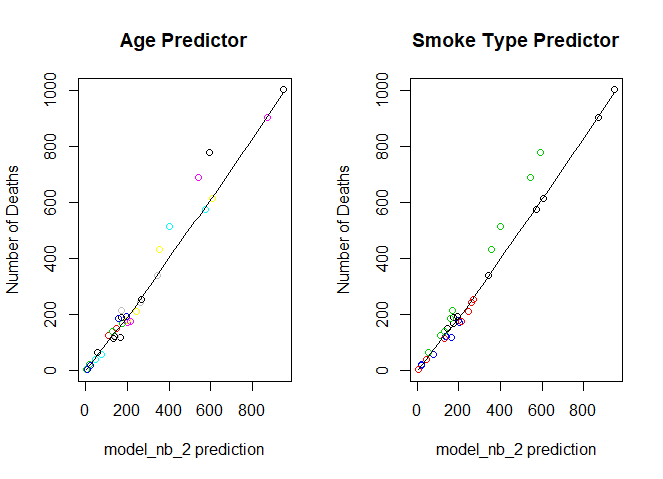 Age Predictor
Number of Deaths
1000
800
600
400
200
0
0 200 400 600 800
model_nb_2 prediction
Smoke Type Predictor
Number of Deaths
1000
800
600
400
200
0
0 200 400 600 800
model_nb_2 prediction